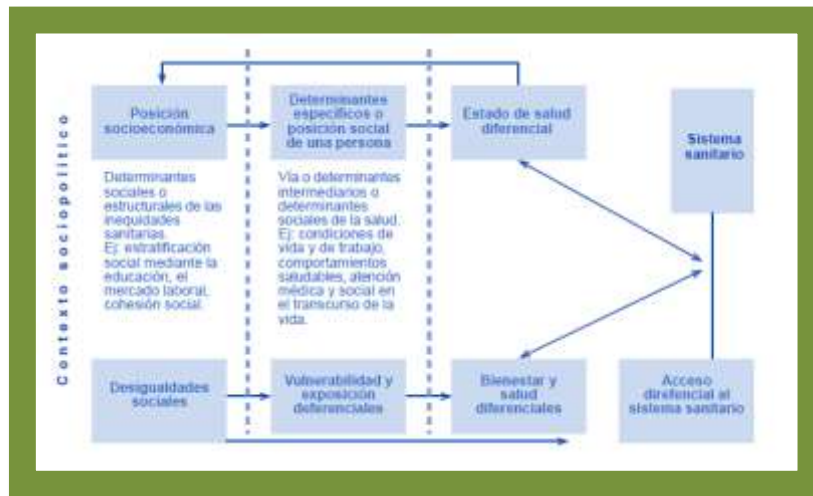 Contexto sociopolítico
Posición
socioeconómica
Determinantes
específicos o
posición social
de una persona
Estado de salud
diferencial
Sistema
sanitario
Determinantes
sociales o
estructurales de las
inequidades
sanitarias.
Ej: estratificación
social mediante la
educación, el
mercado laboral,
cohesión social.
Vía o determinantes
intermediarios o
determinantes
sociales de la salud.
Ej: condiciones de
vida y de trabajo,
comportamientos
saludables, atención
médica y social en
el transcurso de la
vida.
Desigualdades
sociales
Vulnerabilidad y
exposición
deferenciales
Bienestar y
salud
diferenciales
Acceso
direfencial al
sistema sanitario